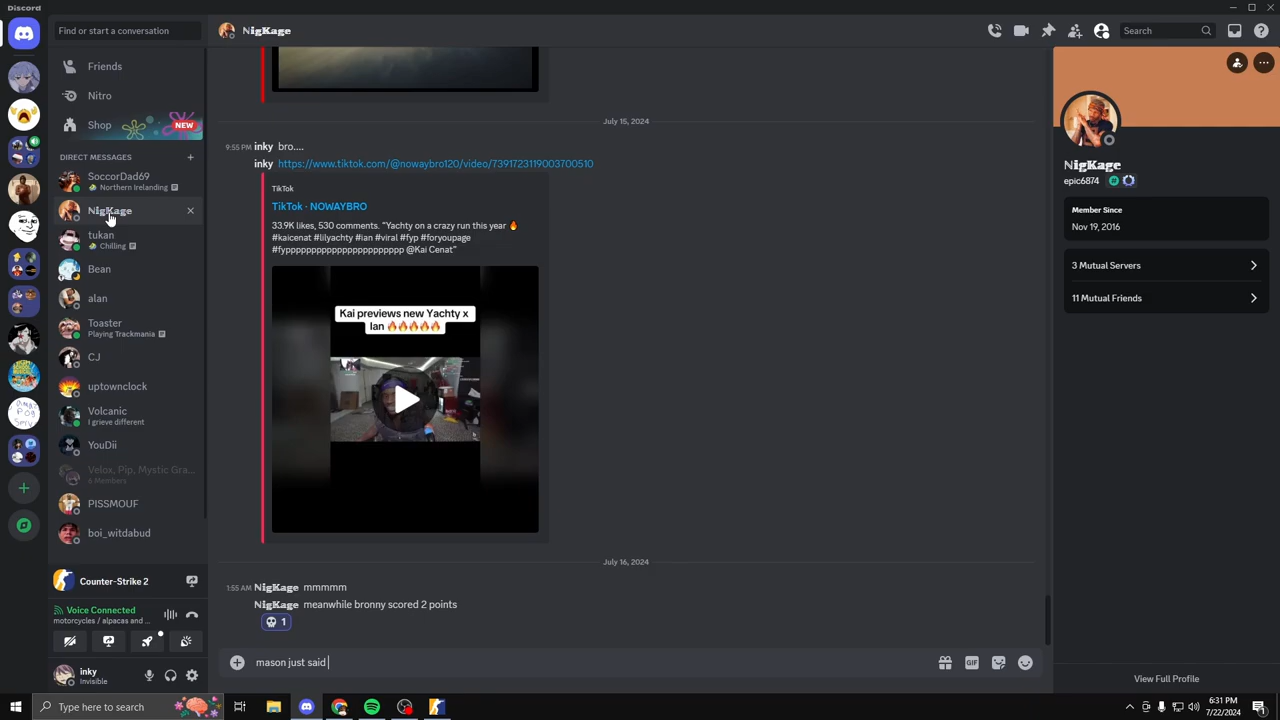 Discord
Find or start a conversation
NigKage
Search
Friends
Nitro
Shop
NEW
DIRECT MESSAGES
SoccorDad69
Northern Irelanding
NigKage
tukan
Chilling
Bean
alan
Toaster
Playing Trackmania
CJ
uptownclock
Volcanic
I grieve different
YouDii
Velox, Pip, Mystic Gra...
6 Members
PISSMOUF
boi_witdabud
Counter-Strike 2
Voice Connected
motorcycles / alpacas and ...
inky
Invisible
July 15, 2024
9:55 PM inky bro....
inky https://www.tiktok.com/@nowaybro120/video/7391723119003700510
TikTok
TikTok · NOWAYBRO
33.9K likes, 530 comments. “Yachty on a crazy run this year 🔥
#kaicenat #lilyachty #ian #viral #fyp #foryoupage
#fyppppppppppppppppppppppp @Kai Cenat”
Kai previews new Yachty x
Ian 🔥🔥🔥🔥🔥
July 16, 2024
1:55 AM NigKage mmmmm
NigKage meanwhile bronny scored 2 points
💀 1
mason just said
GIF
NigKage
epic6874
Member Since
Nov 19, 2016
3 Mutual Servers
11 Mutual Friends
View Full Profile
Type here to search
6:31 PM
7/22/2024